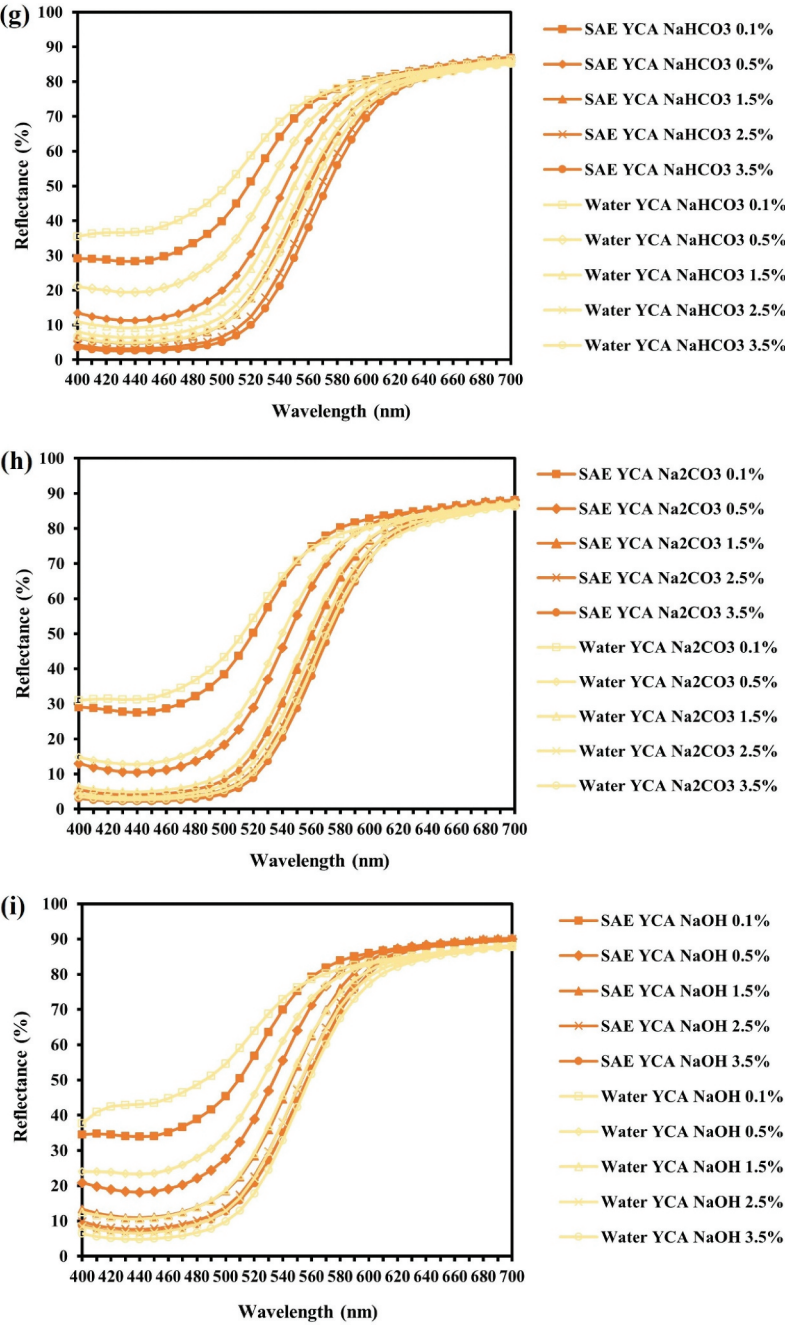 (g)
100
90
80
70
60
50
40
30
20
10
0
Reflectance (%)
400 420 440 460 480 500 520 540 560 580 600 620 640 660 680 700
Wavelength (nm)
SAE YCA NaHCO3 0.1%
SAE YCA NaHCO3 0.5%
SAE YCA NaHCO3 1.5%
SAE YCA NaHCO3 2.5%
SAE YCA NaHCO3 3.5%
Water YCA NaHCO3 0.1%
Water YCA NaHCO3 0.5%
Water YCA NaHCO3 1.5%
Water YCA NaHCO3 2.5%
Water YCA NaHCO3 3.5%
(h)
100
90
80
70
60
50
40
30
20
10
0
Reflectance (%)
400 420 440 460 480 500 520 540 560 580 600 620 640 660 680 700
Wavelength (nm)
SAE YCA Na2CO3 0.1%
SAE YCA Na2CO3 0.5%
SAE YCA Na2CO3 1.5%
SAE YCA Na2CO3 2.5%
SAE YCA Na2CO3 3.5%
Water YCA Na2CO3 0.1%
Water YCA Na2CO3 0.5%
Water YCA Na2CO3 1.5%
Water YCA Na2CO3 2.5%
Water YCA Na2CO3 3.5%
(i)
100
90
80
70
60
50
40
30
20
10
0
Reflectance (%)
400 420 440 460 480 500 520 540 560 580 600 620 640 660 680 700
Wavelength (nm)
SAE YCA NaOH 0.1%
SAE YCA NaOH 0.5%
SAE YCA NaOH 1.5%
SAE YCA NaOH 2.5%
SAE YCA NaOH 3.5%
Water YCA NaOH 0.1%
Water YCA NaOH 0.5%
Water YCA NaOH 1.5%
Water YCA NaOH 2.5%
Water YCA NaOH 3.5%